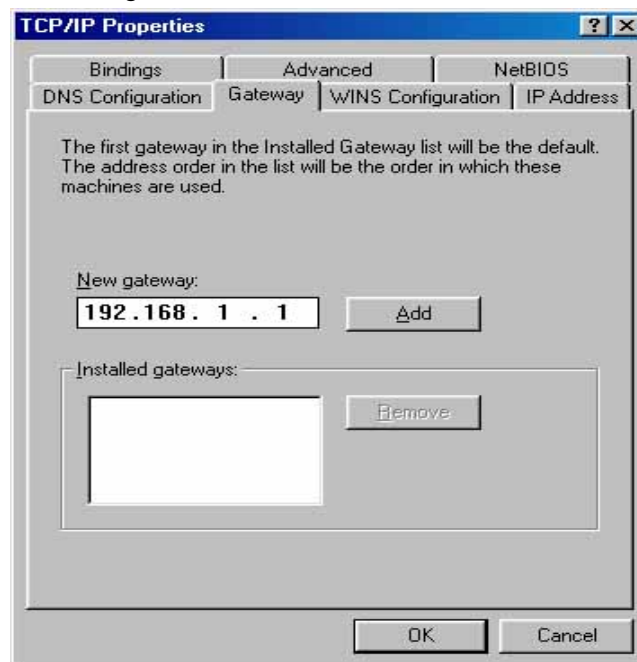 TCP/IP Properties
? ×
Bindings Advanced NetBIOS
DNS Configuration Gateway WINS Configuration IP Address
The first gateway in the Installed Gateway list will be the default.
The address order in the list will be the order in which these
machines are used.
New gateway:
192.168. 1 . 1 Add
Installed gateways:
Remove
OK Cancel